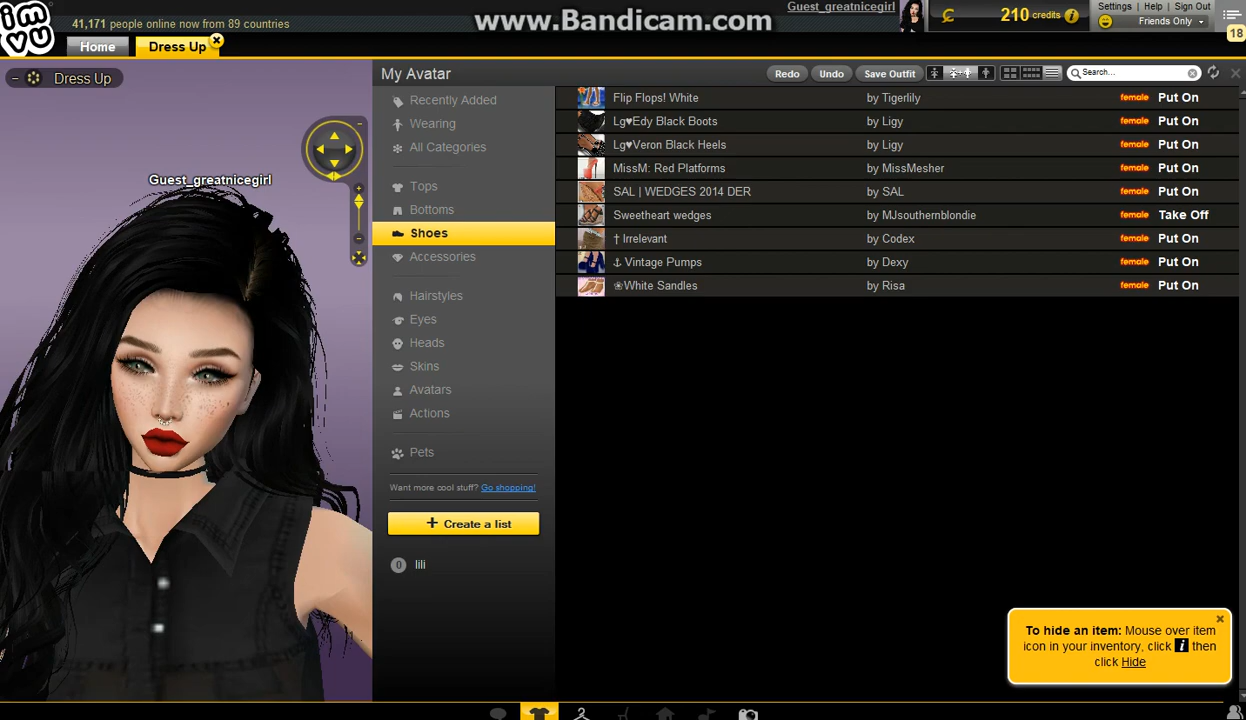 imvu
41,171 people online now from 89 countries
www.Bandicam.com
Guest_greatnicegirl
210 credits i
Settings | Help | Sign Out
Friends Only
18
Home
Dress Up
Dress Up
My Avatar
Redo
Undo
Save Outfit
Search...
Guest_greatnicegirl
Recently Added
Wearing
All Categories
Tops
Bottoms
Shoes
Accessories
Hairstyles
Eyes
Heads
Skins
Avatars
Actions
Pets
Want more cool stuff? Go shopping!
+ Create a list
0 lili
Flip Flops! White by Tigerlily female Put On
Lg♥Edy Black Boots by Ligy female Put On
Lg♥Veron Black Heels by Ligy female Put On
MissM: Red Platforms by MissMesher female Put On
SAL | WEDGES 2014 DER by SAL female Put On
Sweetheart wedges by MJsouthernblondie female Take Off
† Irrelevant by Codex female Put On
⚓ Vintage Pumps by Dexy female Put On
❀White Sandles by Risa female Put On
To hide an item: Mouse over item
icon in your inventory, click i then
click Hide